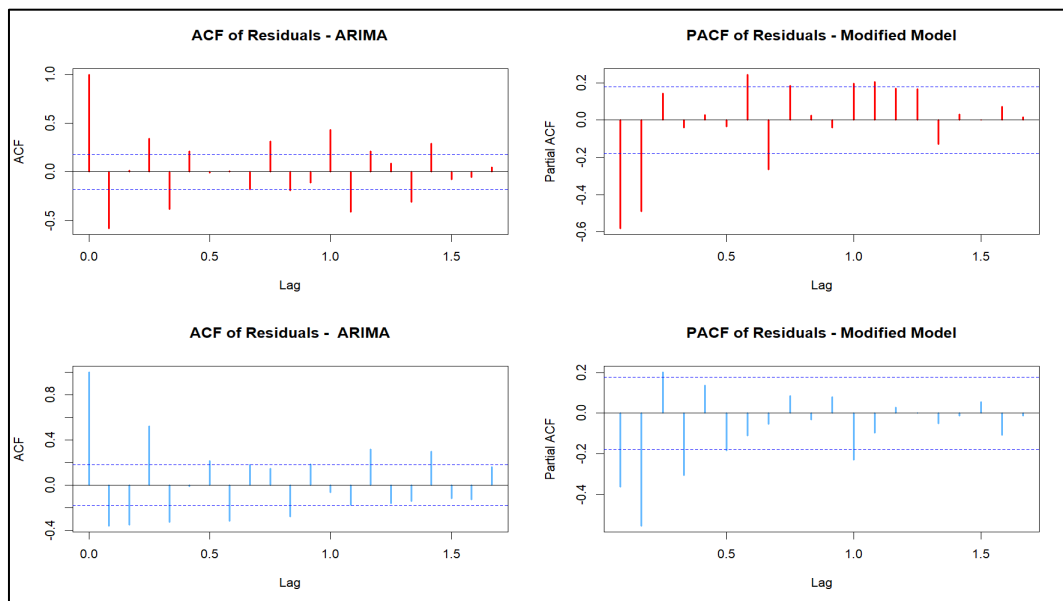 ACF of Residuals - ARIMA
ACF
1.0
0.5
0.0
-0.5
0.0 0.5 1.0 1.5
Lag
PACF of Residuals - Modified Model
Partial ACF
0.2
0.0
-0.2
-0.6
0.5 1.0 1.5
Lag
ACF of Residuals - ARIMA
ACF
0.8
0.4
0.0
-0.4
0.0 0.5 1.0 1.5
Lag
PACF of Residuals - Modified Model
Partial ACF
0.2
0.0
-0.4
0.5 1.0 1.5
Lag